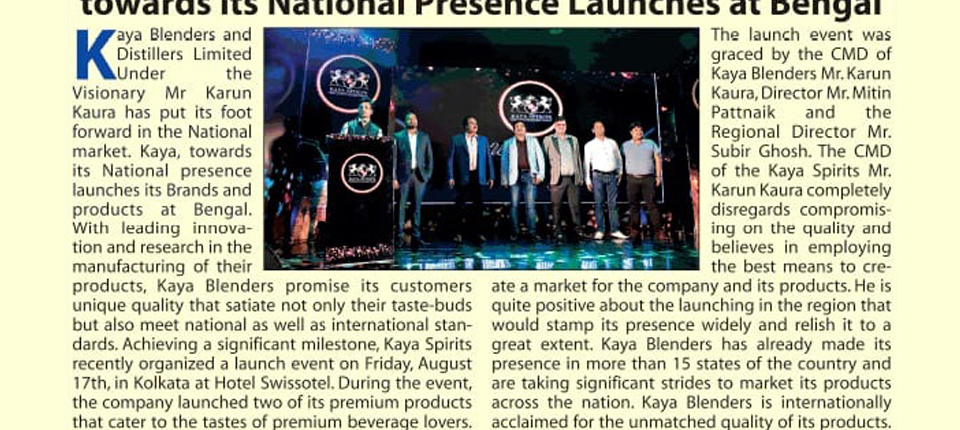 towards its National Presence Launches at Bengal
Kaya Blenders and
Distillers Limited
Under the
Visionary Mr Karun
Kaura has put its foot
forward in the National
market. Kaya, towards
its National presence
launches its Brands and
products at Bengal.
With leading innova-
tion and research in the
manufacturing of their
products, Kaya Blenders promise its customers
unique quality that satiate not only their taste-buds
but also meet national as well as international stan-
dards. Achieving a significant milestone, Kaya Spirits
recently organized a launch event on Friday, August
17th, in Kolkata at Hotel Swissotel. During the event,
the company launched two of its premium products
that cater to the tastes of premium beverage lovers.
KAYA SPIRITS
KAYA SPIRITS
The launch event was
graced by the CMD of
Kaya Blenders Mr. Karun
Kaura, Director Mr. Mitin
Pattnaik and the
Regional Director Mr.
Subir Ghosh. The CMD
of the Kaya Spirits Mr.
Karun Kaura completely
disregards compromis-
ing on the quality and
believes in employing
the best means to cre-
ate a market for the company and its products. He is
quite positive about the launching in the region that
would stamp its presence widely and relish it to a
great extent. Kaya Blenders has already made its
presence in more than 15 states of the country and
are taking significant strides to market its products
across the nation. Kaya Blenders is internationally
acclaimed for the unmatched quality of its products.